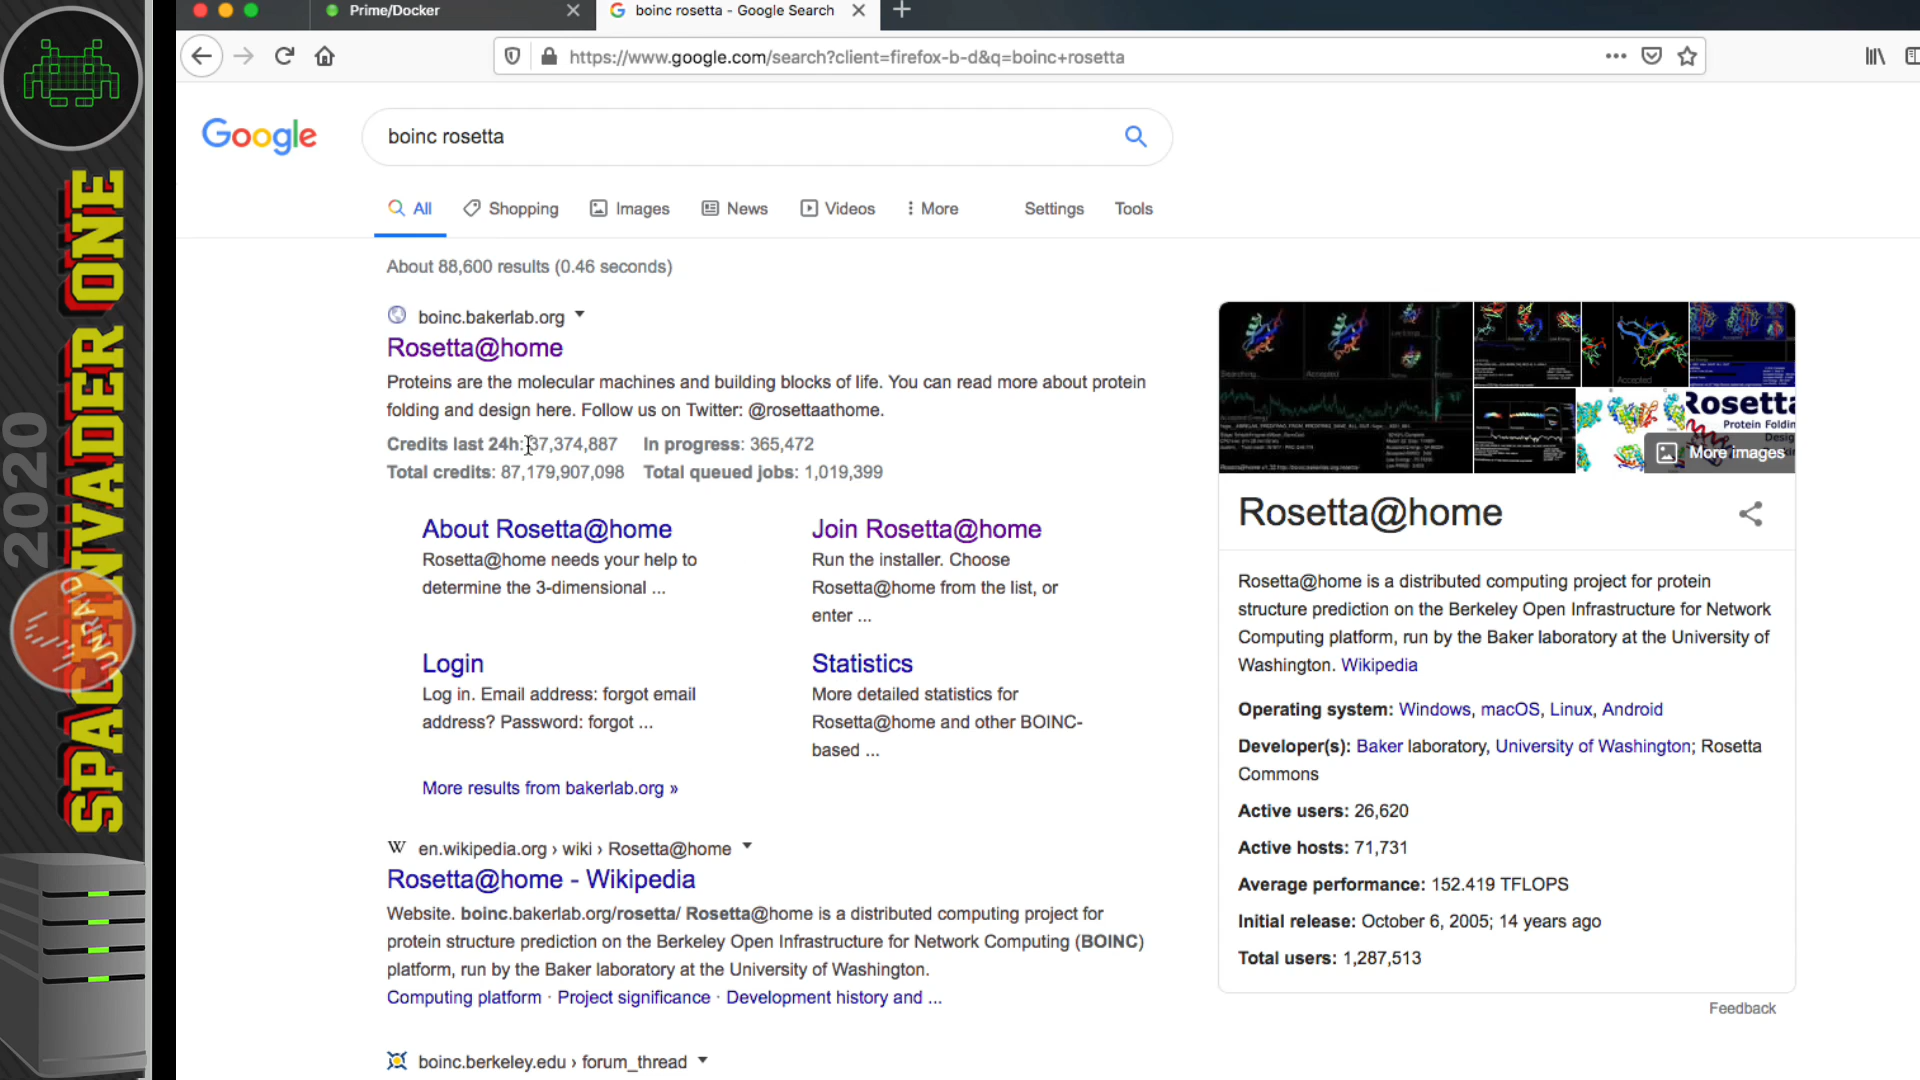 Prime/Docker
boinc rosetta - Google Search
https://www.google.com/search?client=firefox-b-d&q=boinc+rosetta
Google
boinc rosetta
All
Shopping
Images
News
Videos
More
Settings
Tools
About 88,600 results (0.46 seconds)
boinc.bakerlab.org
Rosetta@home
Proteins are the molecular machines and building blocks of life. You can read more about protein
folding and design here. Follow us on Twitter: @rosettaathome.
Credits last 24h: 37,374,887 In progress: 365,472
Total credits: 87,179,907,098 Total queued jobs: 1,019,399
About Rosetta@home
Rosetta@home needs your help to
determine the 3-dimensional ...
Join Rosetta@home
Run the installer. Choose
Rosetta@home from the list, or
enter ...
Login
Log in. Email address: forgot email
address? Password: forgot ...
Statistics
More detailed statistics for
Rosetta@home and other BOINC-
based ...
More results from bakerlab.org »
W en.wikipedia.org › wiki › Rosetta@home
Rosetta@home - Wikipedia
Website. boinc.bakerlab.org/rosetta/ Rosetta@home is a distributed computing project for
protein structure prediction on the Berkeley Open Infrastructure for Network Computing (BOINC)
platform, run by the Baker laboratory at the University of Washington.
Computing platform · Project significance · Development history and ...
boinc.berkeley.edu › forum_thread
Rosetta
Protein Foldin
More images
Rosetta@home
Rosetta@home is a distributed computing project for protein
structure prediction on the Berkeley Open Infrastructure for Network
Computing platform, run by the Baker laboratory at the University of
Washington. Wikipedia
Operating system: Windows, macOS, Linux, Android
Developer(s): Baker laboratory, University of Washington; Rosetta
Commons
Active users: 26,620
Active hosts: 71,731
Average performance: 152.419 TFLOPS
Initial release: October 6, 2005; 14 years ago
Total users: 1,287,513
Feedback
SPACEINVADER ONE
2020
UNRAID